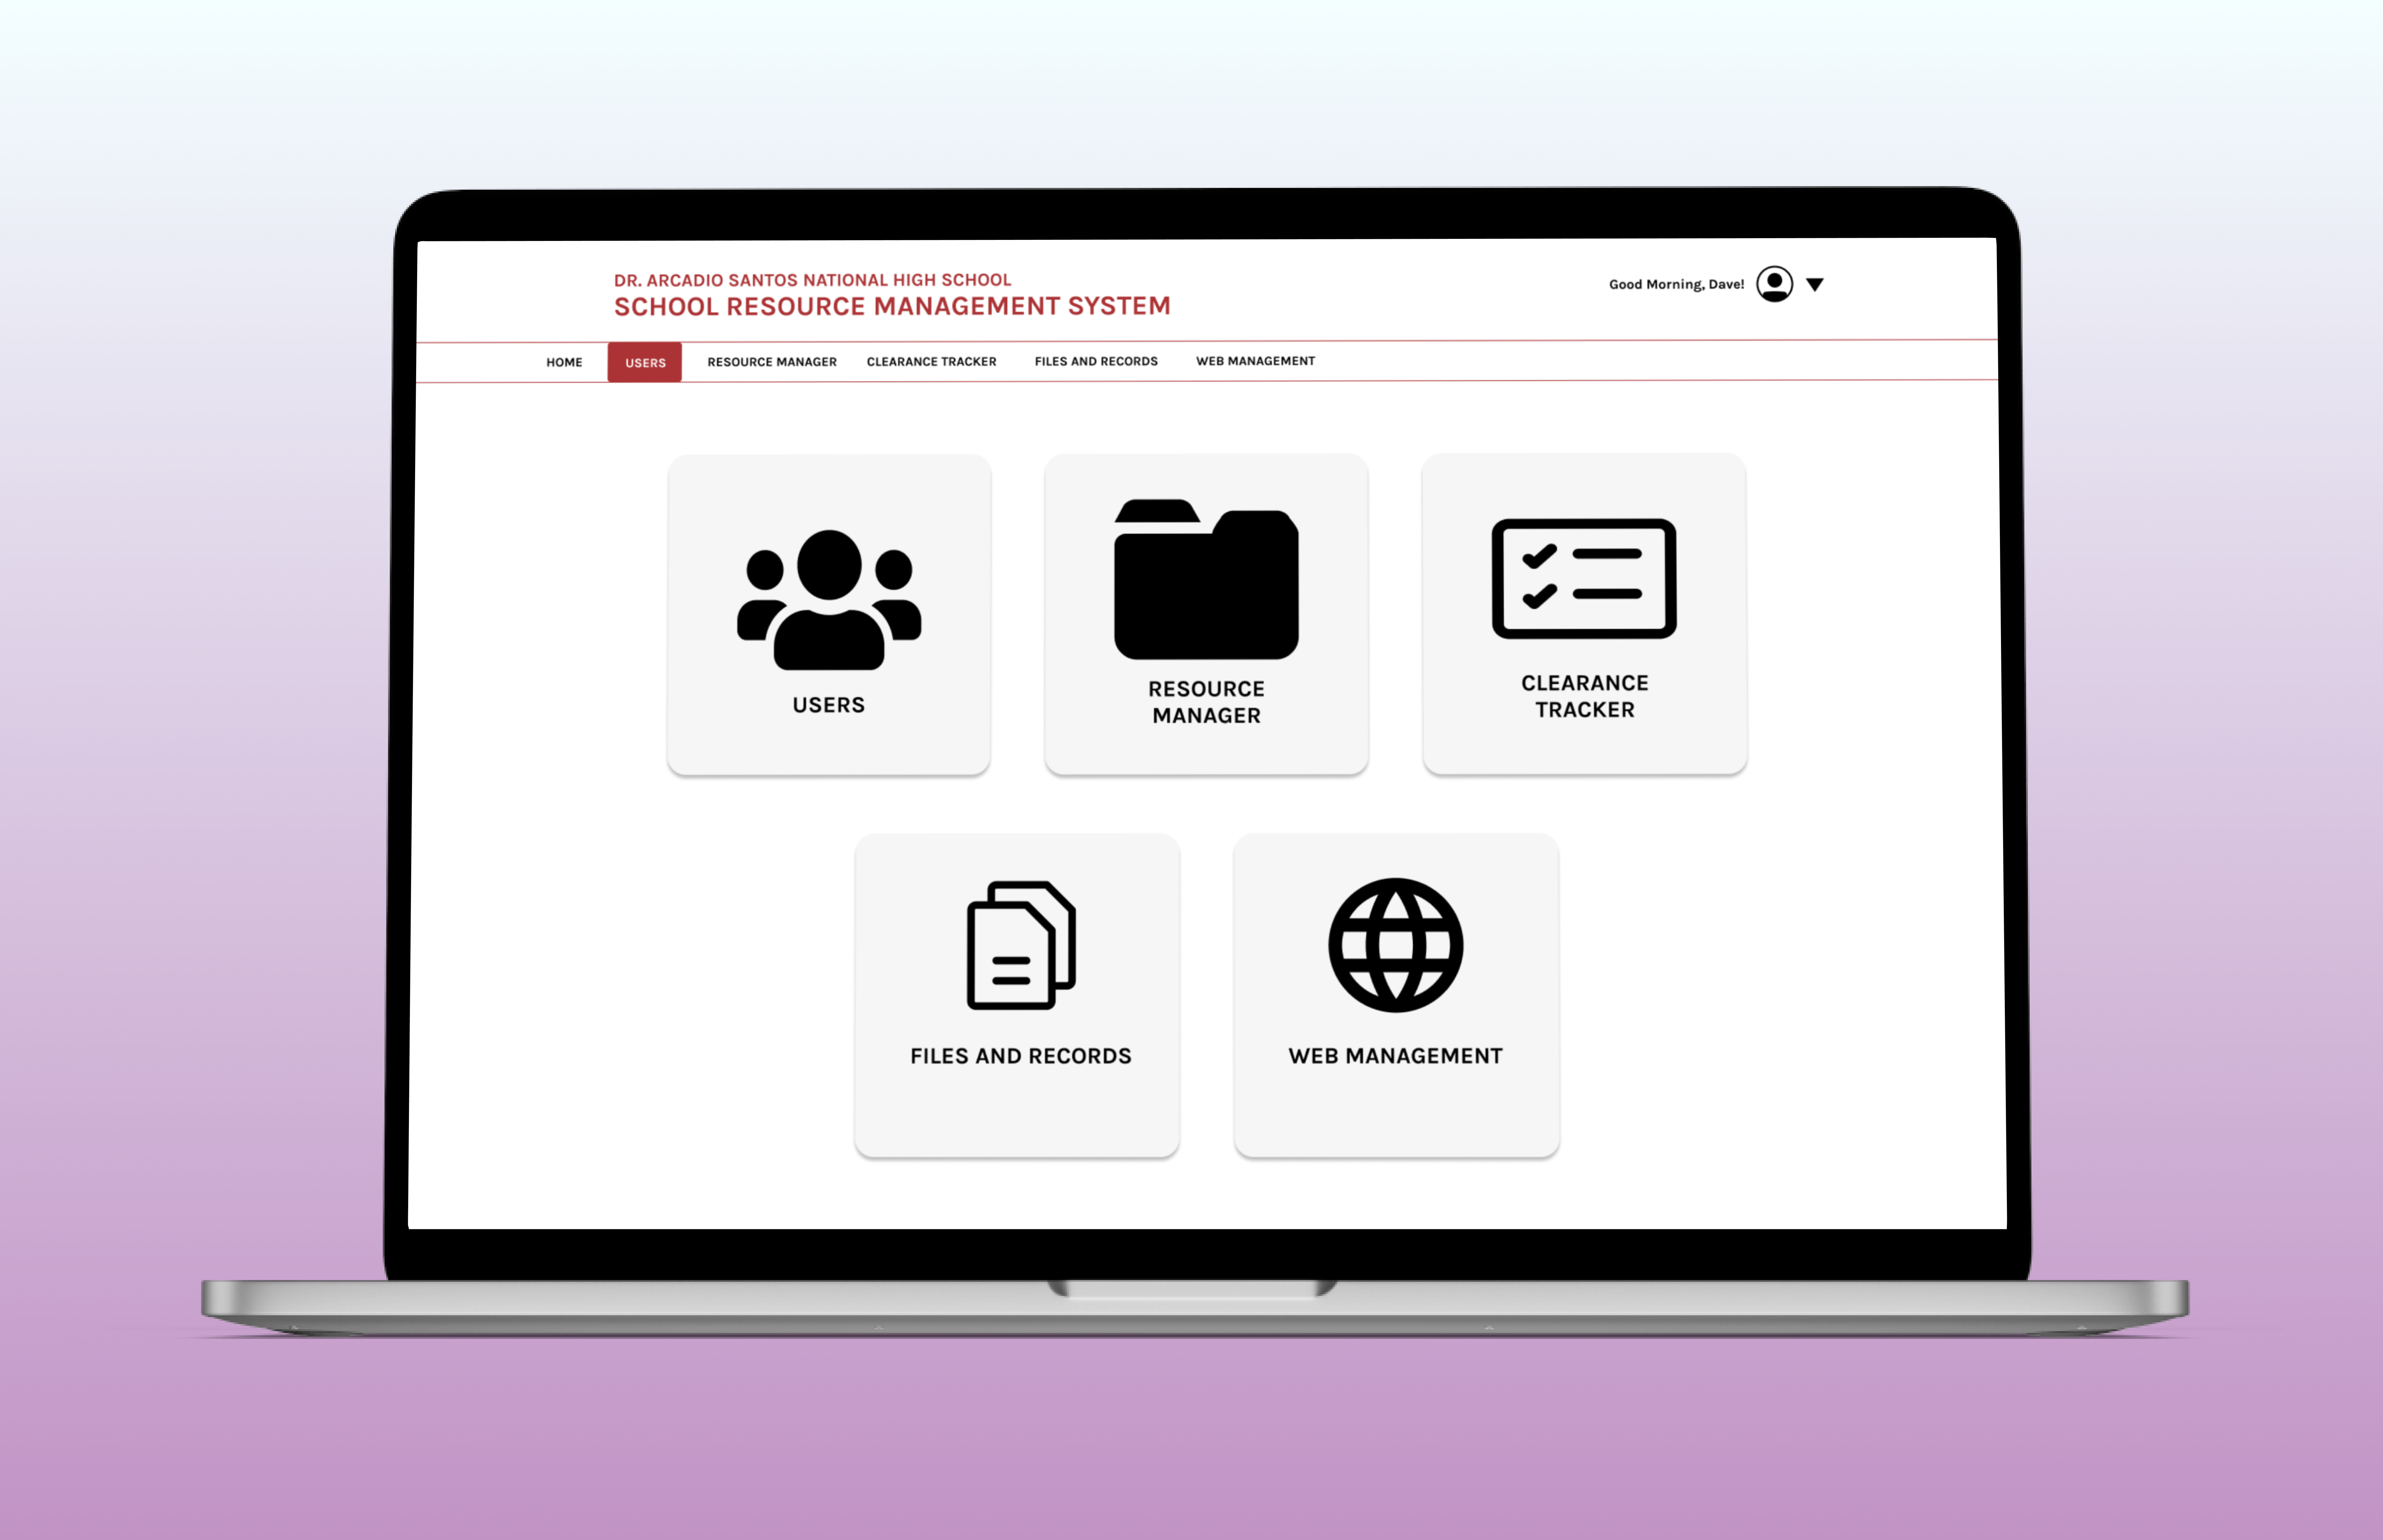 DR. ARCADIO SANTOS NATIONAL HIGH SCHOOL
SCHOOL RESOURCE MANAGEMENT SYSTEM
Good Morning, Dave!
HOME USERS RESOURCE MANAGER CLEARANCE TRACKER FILES AND RECORDS WEB MANAGEMENT
USERS
RESOURCE
MANAGER
CLEARANCE
TRACKER
FILES AND RECORDS
WEB MANAGEMENT